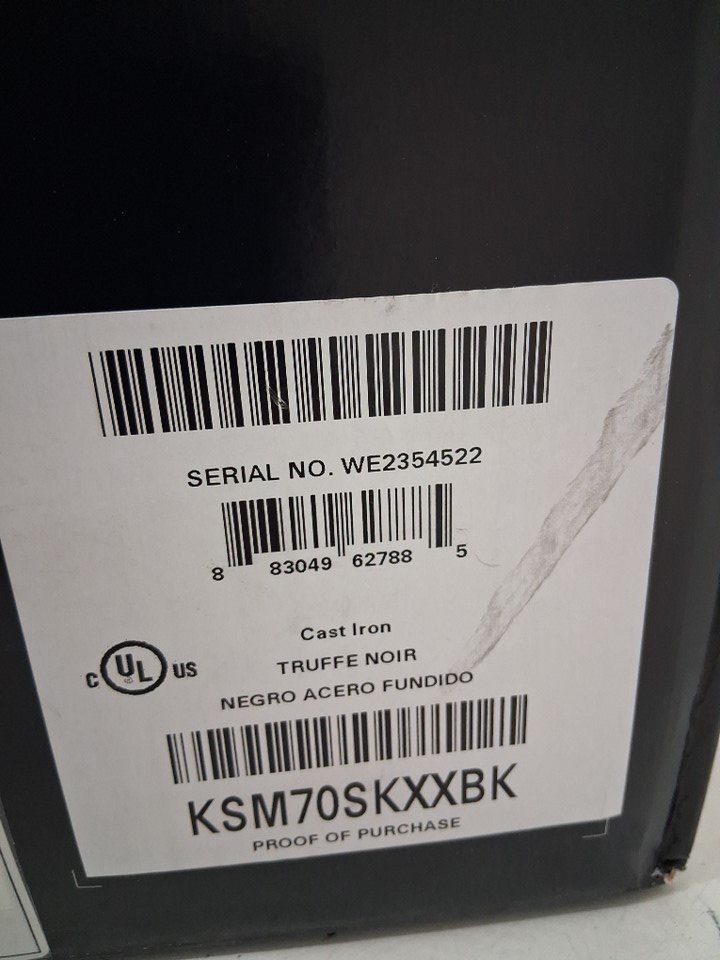 SERIAL NO. WE2354522
8 83049 62788 5
Cast Iron
TRUFFE NOIR
NEGRO ACERO FUNDIDO
C UL US
KSM70SKXXBK
PROOF OF PURCHASE